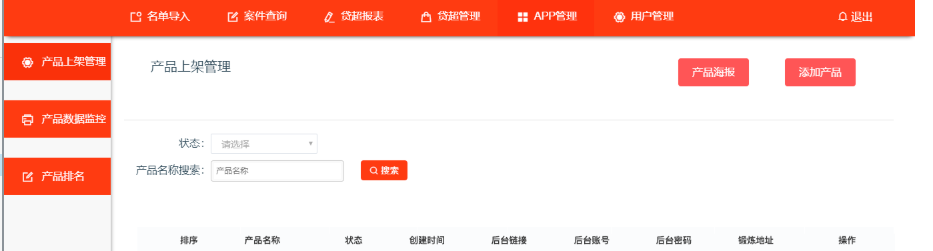 名单导入 案件查询 贷超报表 贷超管理 APP管理 用户管理 退出
产品上架管理
产品数据监控
产品排名
产品上架管理
产品海报 添加产品
状态： 请选择
产品名称搜索： 产品名称 搜索
排序 产品名称 状态 创建时间 后台链接 后台账号 后台密码 锻炼地址 操作